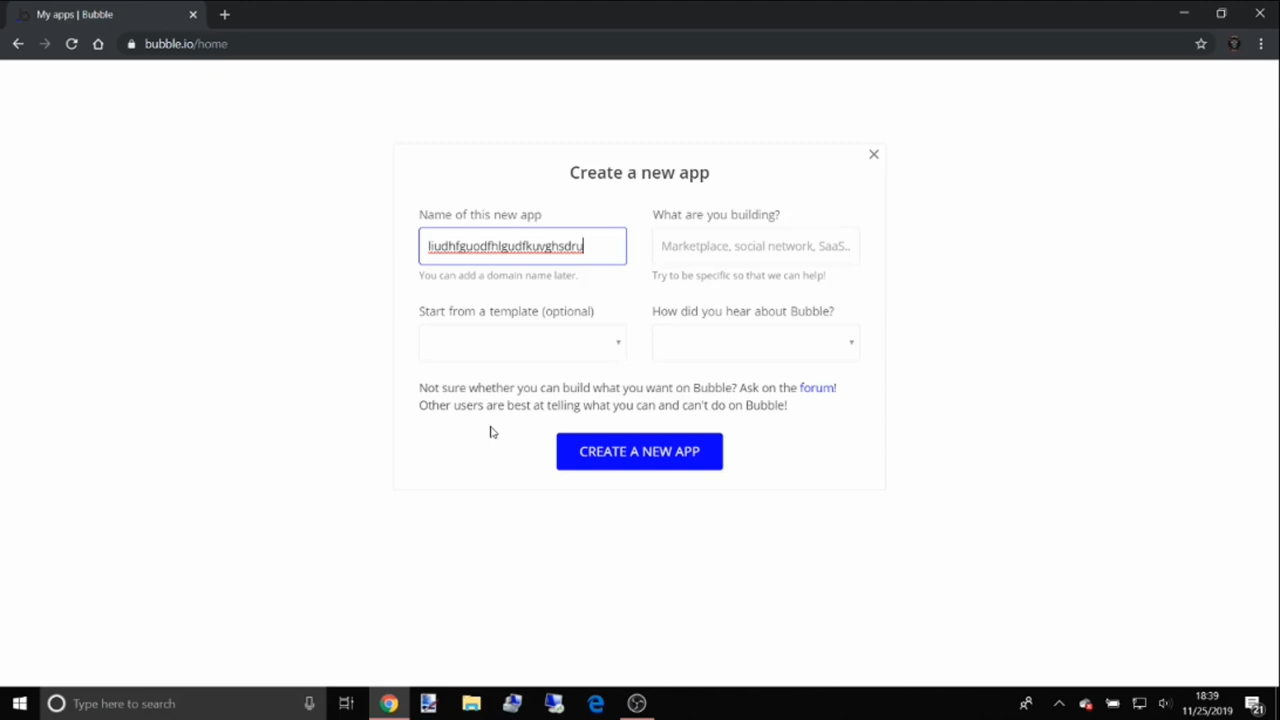 My apps | Bubble
bubble.io/home
Create a new app
Name of this new app
What are you building?
liudhfguodfhlgudfkuvghsdru
Marketplace, social network, SaaS..
You can add a domain name later.
Try to be specific so that we can help!
Start from a template (optional)
How did you hear about Bubble?
Not sure whether you can build what you want on Bubble? Ask on the forum!
Other users are best at telling what you can and can't do on Bubble!
CREATE A NEW APP
Type here to search
18:39
11/25/2019
21